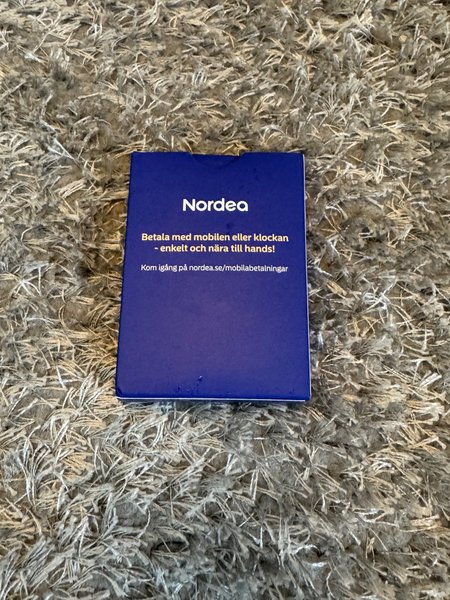 Nordea
Betala med mobilen eller klockan
- enkelt och nära till hands!
Kom igång på nordea.se/mobilabetalningar